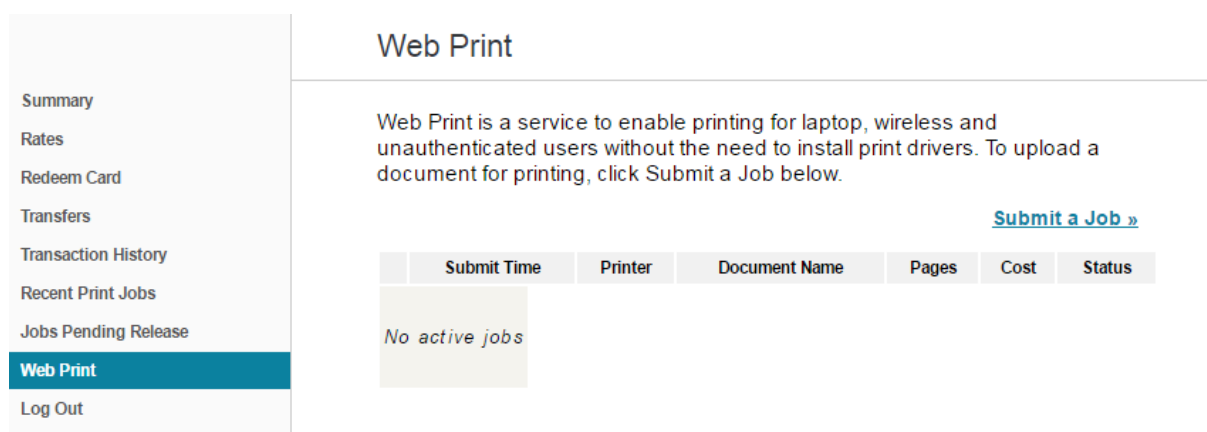 Web Print
Summary
Rates
Redeem Card
Transfers
Transaction History
Recent Print Jobs
Jobs Pending Release
Web Print
Log Out
Web Print is a service to enable printing for laptop, wireless and
unauthenticated users without the need to install print drivers. To upload a
document for printing, click Submit a Job below.
Submit a Job »
Submit Time Printer Document Name Pages Cost Status
No active jobs